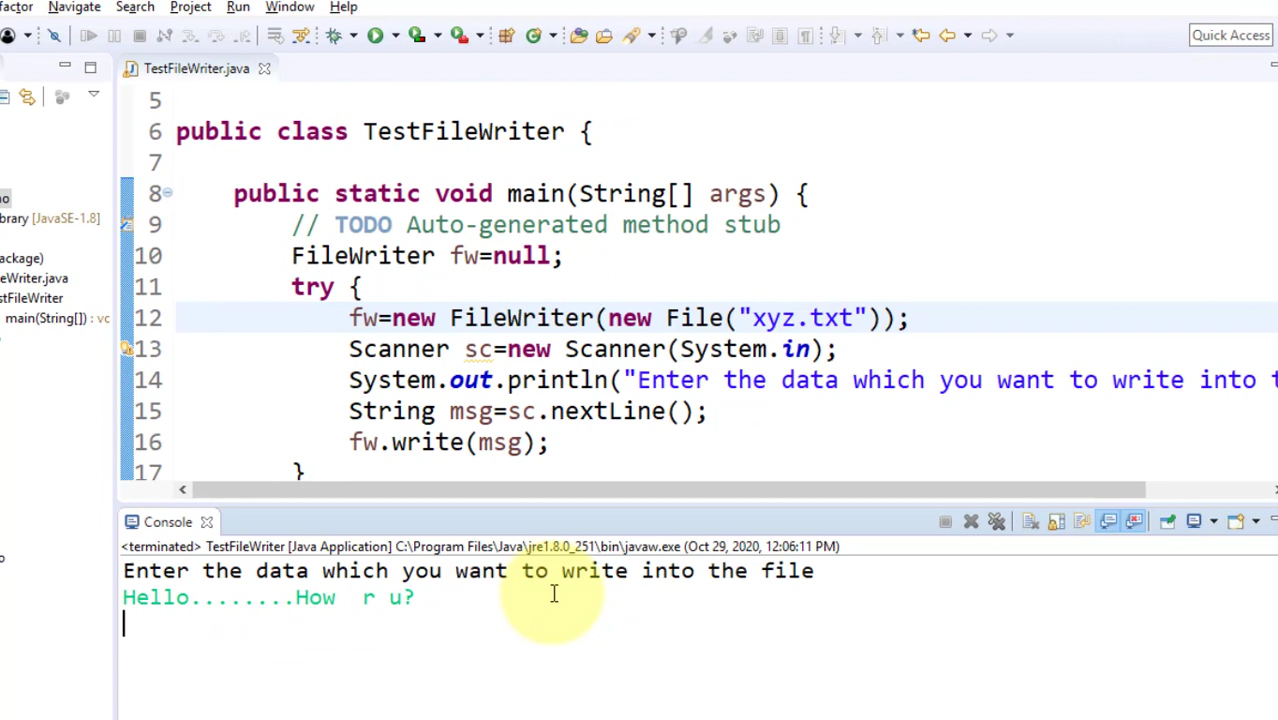 factor Navigate Search Project Run Window Help
Quick Access
TestFileWriter.java
5
6 public class TestFileWriter {
7
8 public static void main(String[] args) {
9 // TODO Auto-generated method stub
10 FileWriter fw=null;
11 try {
12 fw=new FileWriter(new File("xyz.txt"));
13 Scanner sc=new Scanner(System.in);
14 System.out.println("Enter the data which you want to write into t
15 String msg=sc.nextLine();
16 fw.write(msg);
17 }
no
ibrary [JavaSE-1.8]
ackage)
eWriter.java
stFileWriter
main(String[]) : vc
o
Console
<terminated> TestFileWriter [Java Application] C:\Program Files\Java\jre1.8.0_251\bin\javaw.exe (Oct 29, 2020, 12:06:11 PM)
Enter the data which you want to write into the file
Hello........How  r u?